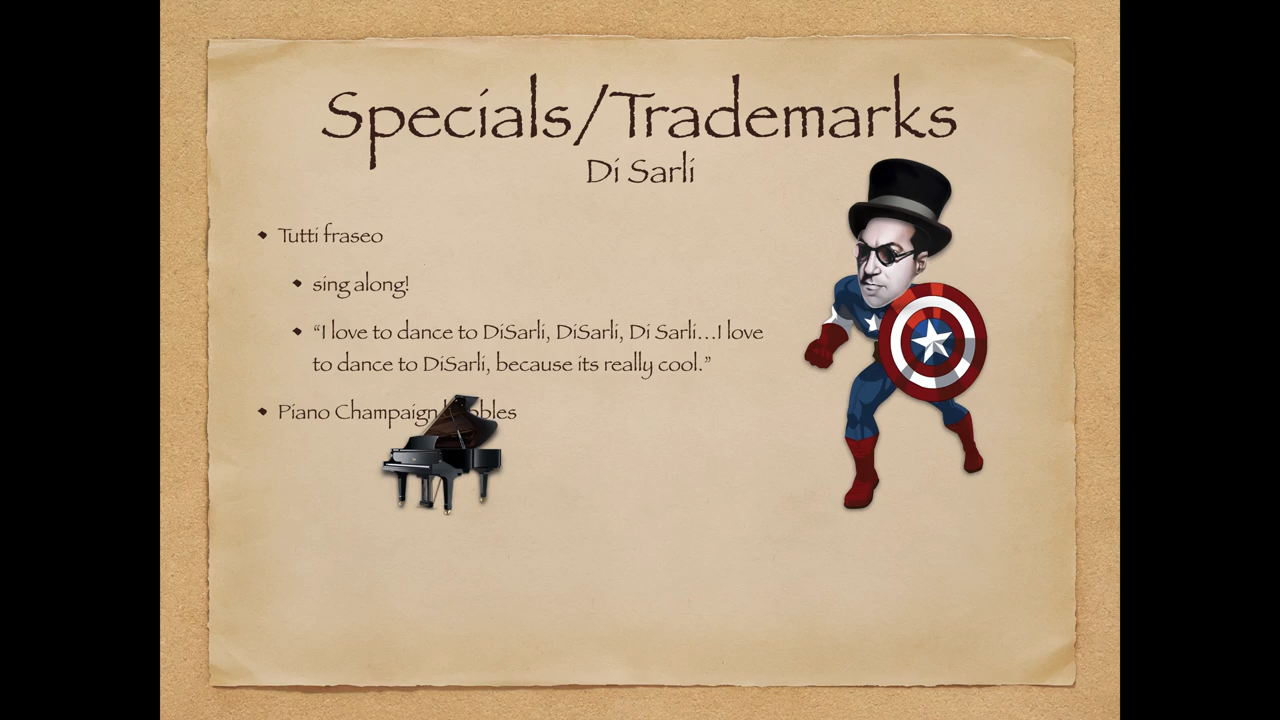 Specials/Trademarks
Di Sarli
Tutti fraseo
sing along!
“I love to dance to DiSarli, DiSarli, Di Sarli...I love
to dance to DiSarli, because its really cool.”
Piano Champaign